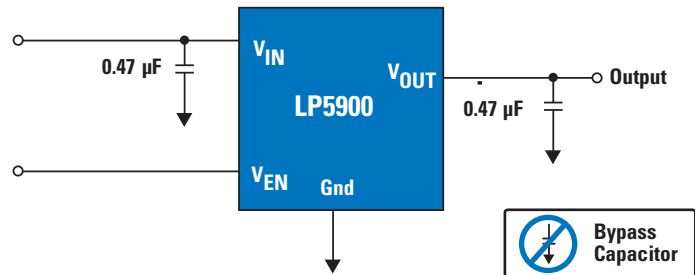 0.47 µF
VIN
VOUT
Output
LP5900
0.47 µF
VEN
Gnd
Bypass
Capacitor